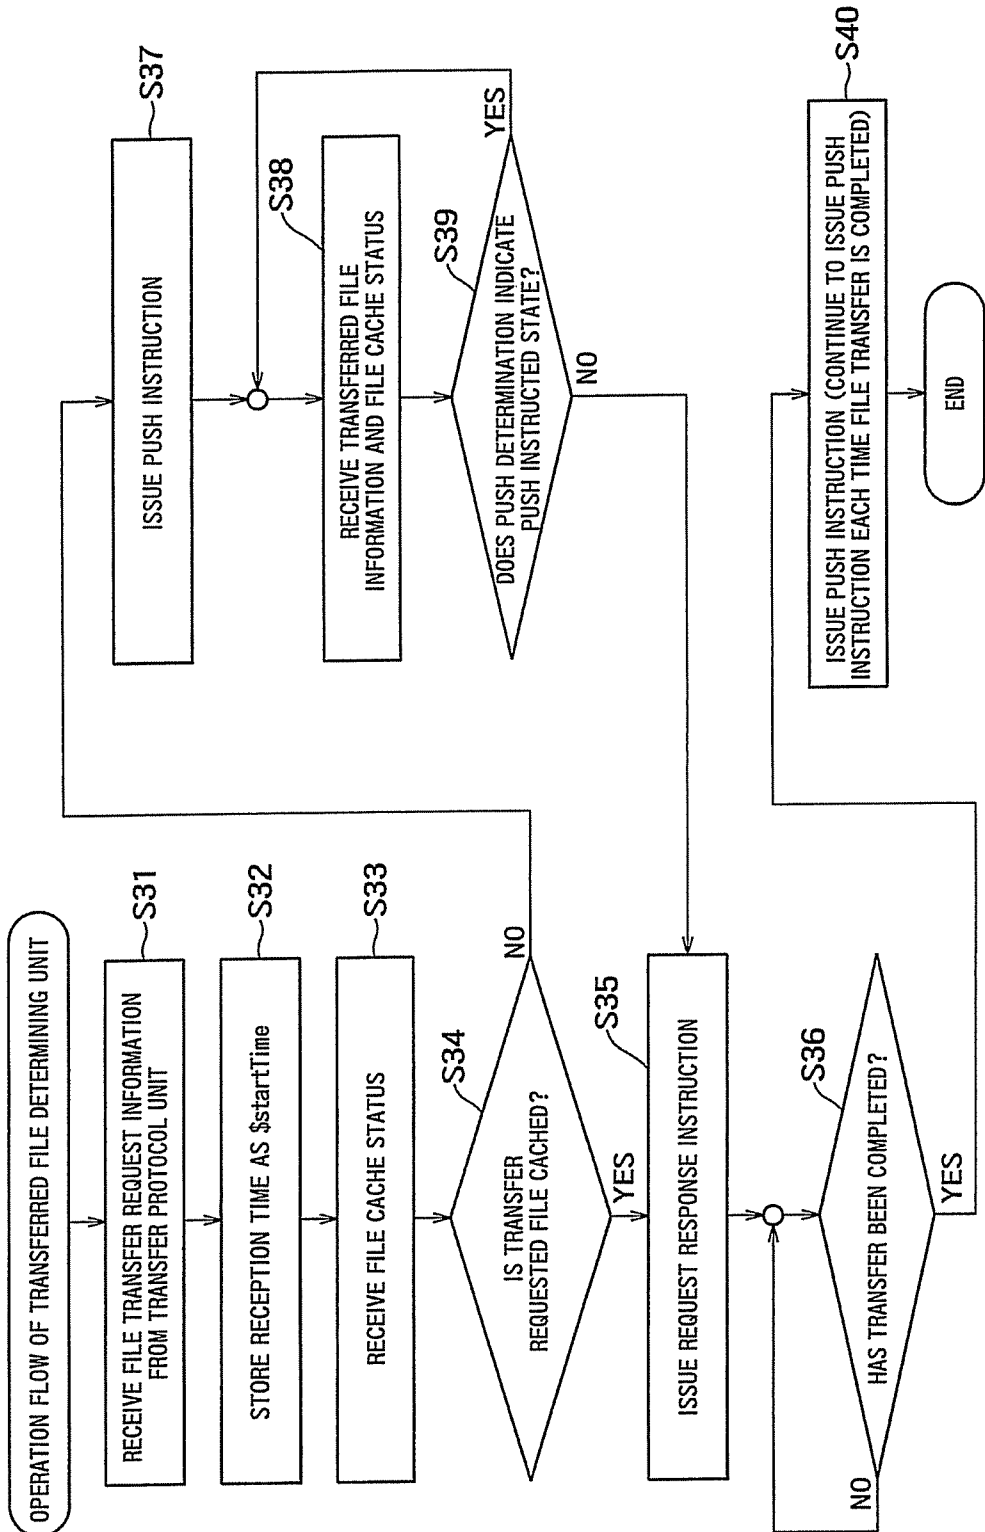 OPERATION FLOW OF TRANSFERRED FILE DETERMINING UNIT
RECEIVE FILE TRANSFER REQUEST INFORMATION
FROM TRANSFER PROTOCOL UNIT
S31
STORE RECEPTION TIME AS $startTime
S32
RECEIVE FILE CACHE STATUS
S33
IS TRANSFER
REQUESTED FILE CACHED?
S34
NO
YES
ISSUE REQUEST RESPONSE INSTRUCTION
S35
HAS TRANSFER BEEN COMPLETED?
S36
NO
YES
ISSUE PUSH INSTRUCTION
S37
RECEIVE TRANSFERRED FILE
INFORMATION AND FILE CACHE STATUS
S38
DOES PUSH DETERMINATION INDICATE
PUSH INSTRUCTED STATE?
S39
YES
NO
ISSUE PUSH INSTRUCTION (CONTINUE TO ISSUE PUSH
INSTRUCTION EACH TIME FILE TRANSFER IS COMPLETED)
S40
END